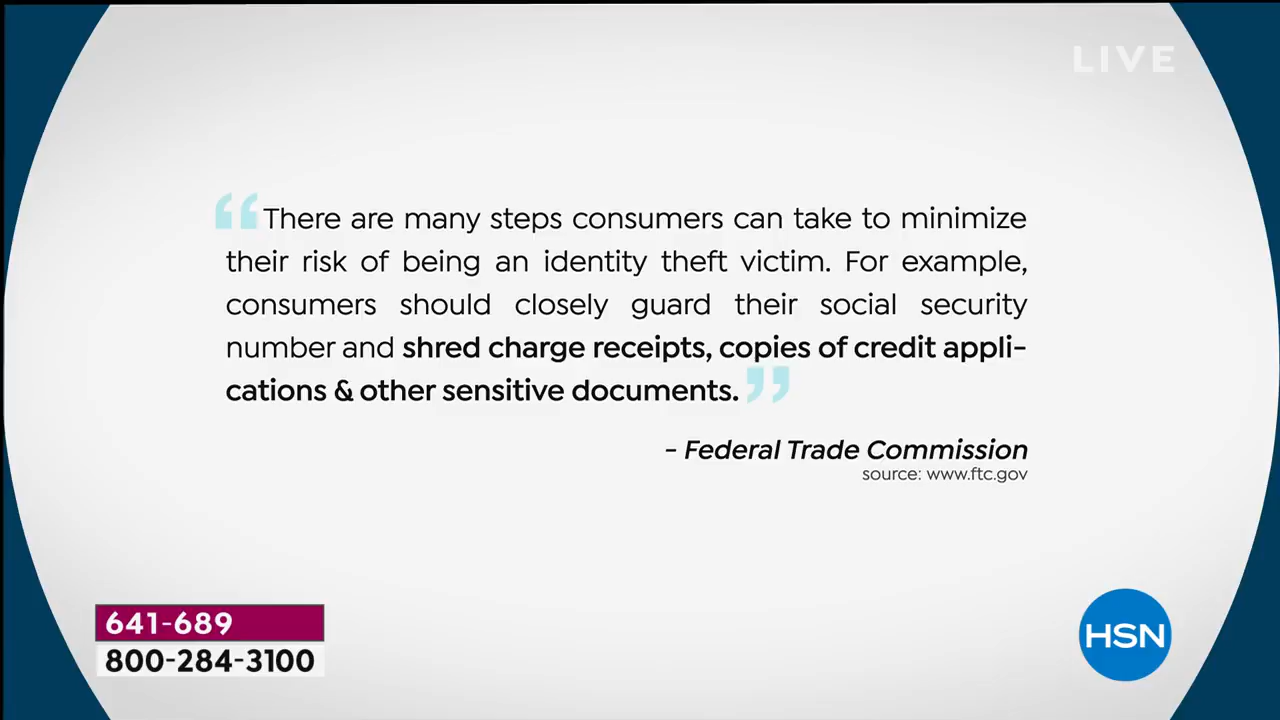 LIVE
“There are many steps consumers can take to minimize
their risk of being an identity theft victim. For example,
consumers should closely guard their social security
number and shred charge receipts, copies of credit appli-
cations & other sensitive documents.”
- Federal Trade Commission
source: www.ftc.gov
641-689
800-284-3100
HSN